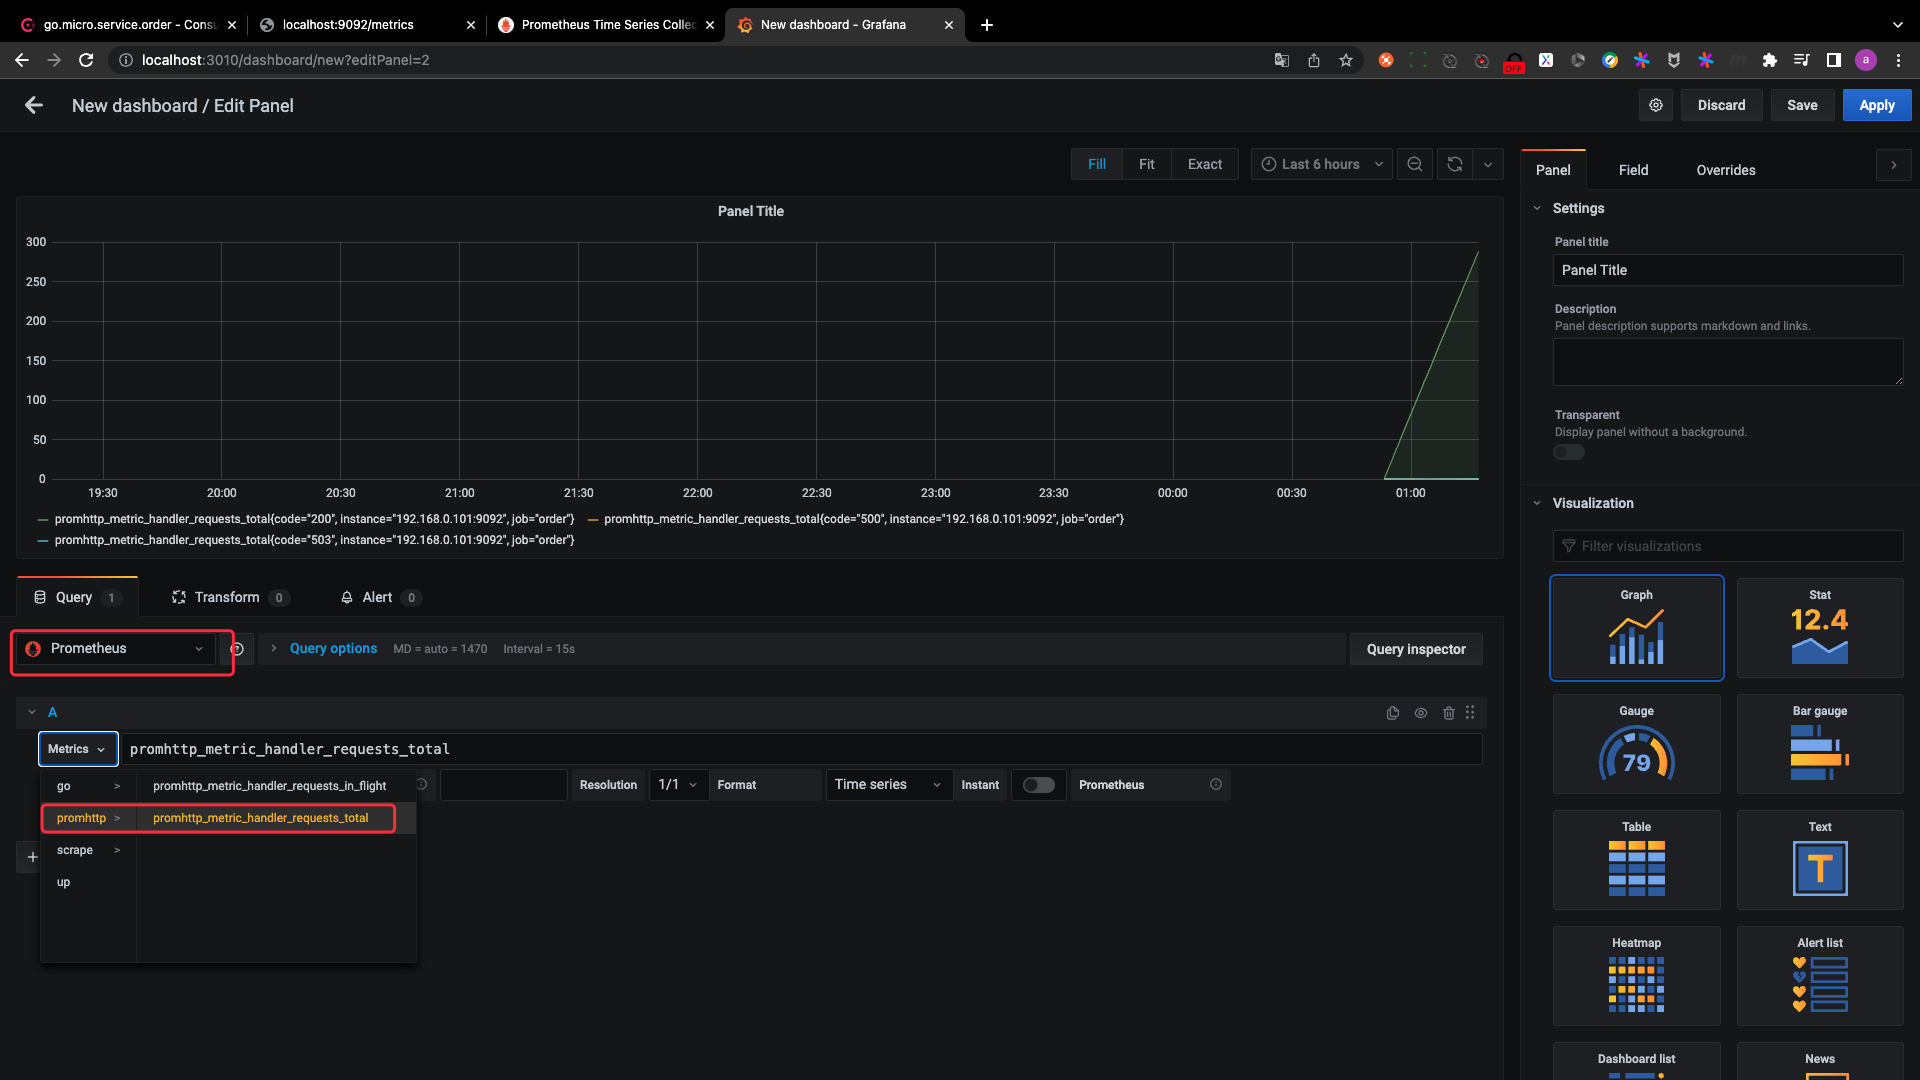 go.micro.service.order - Consu
localhost:9092/metrics
Prometheus Time Series Collec
New dashboard - Grafana
localhost:3010/dashboard/new?editPanel=2
OFF
a
New dashboard / Edit Panel
Discard
Save
Apply
Fill
Fit
Exact
Last 6 hours
Panel
Field
Overrides
Panel Title
300
250
200
150
100
50
0
19:30
20:00
20:30
21:00
21:30
22:00
22:30
23:00
23:30
00:00
00:30
01:00
promhttp_metric_handler_requests_total{code="200", instance="192.168.0.101:9092", job="order"}
promhttp_metric_handler_requests_total{code="500", instance="192.168.0.101:9092", job="order"}
promhttp_metric_handler_requests_total{code="503", instance="192.168.0.101:9092", job="order"}
Query 1
Transform 0
Alert 0
Prometheus
Query options
MD = auto = 1470
Interval = 15s
Query inspector
A
Metrics
promhttp_metric_handler_requests_total
go >
promhttp_metric_handler_requests_in_flight
Resolution
1/1
Format
Time series
Instant
Prometheus
promhttp >
promhttp_metric_handler_requests_total
scrape >
up
Settings
Panel title
Panel Title
Description
Panel description supports markdown and links.
Transparent
Display panel without a background.
Visualization
Filter visualizations
Graph
Stat
12.4
Gauge
79
Bar gauge
Table
Text
T
Heatmap
Alert list
Dashboard list
News